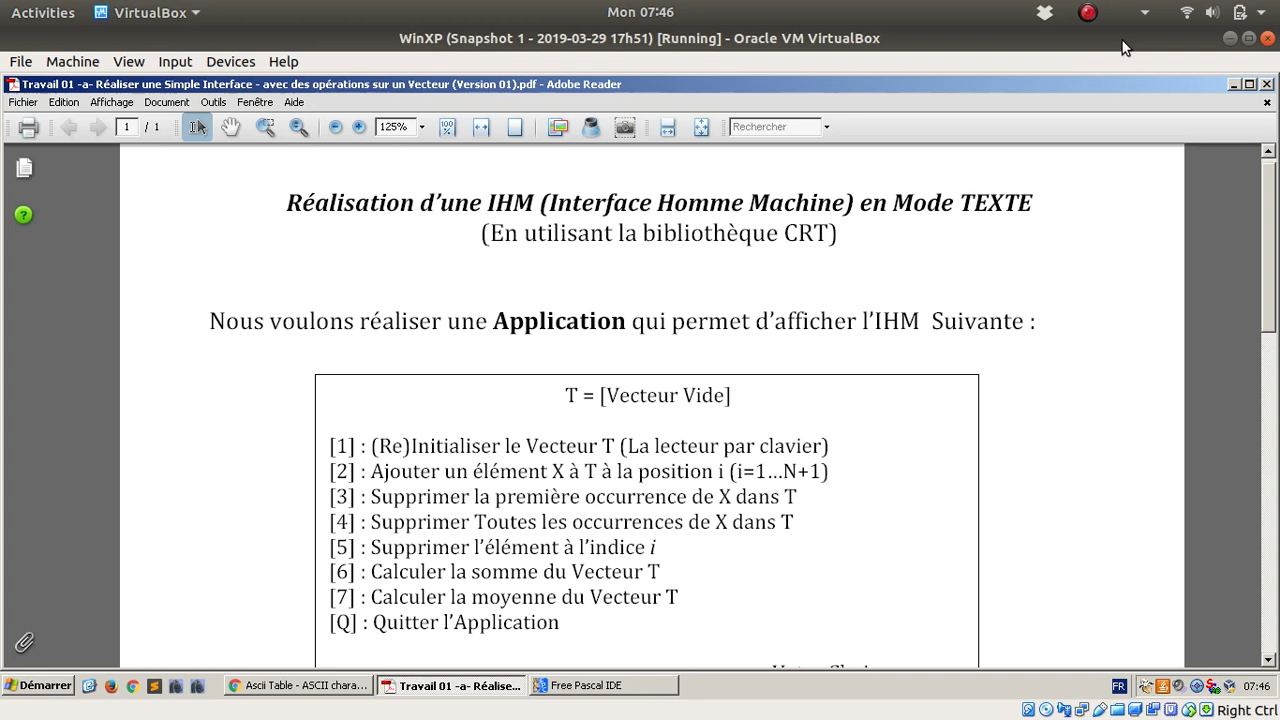 Activities VirtualBox Mon 07:46
WinXP (Snapshot 1 - 2019-03-29 17h51) [Running] - Oracle VM VirtualBox
File Machine View Input Devices Help
Travail 01 -a- Réaliser une Simple Interface - avec des opérations sur un Vecteur (Version 01).pdf - Adobe Reader
Fichier Edition Affichage Document Outils Fenêtre Aide
1 / 1 125% Rechercher
Réalisation d'une IHM (Interface Homme Machine) en Mode TEXTE
(En utilisant la bibliothèque CRT)
Nous voulons réaliser une Application qui permet d'afficher l'IHM Suivante :
T = [Vecteur Vide]
[1] : (Re)Initialiser le Vecteur T (La lecteur par clavier)
[2] : Ajouter un élément X à T à la position i (i=1…N+1)
[3] : Supprimer la première occurrence de X dans T
[4] : Supprimer Toutes les occurrences de X dans T
[5] : Supprimer l'élément à l'indice i
[6] : Calculer la somme du Vecteur T
[7] : Calculer la moyenne du Vecteur T
[Q] : Quitter l'Application
Démarrer Ascii Table - ASCII chara... Travail 01 -a- Réalise... Free Pascal IDE FR 07:46
Right Ctrl